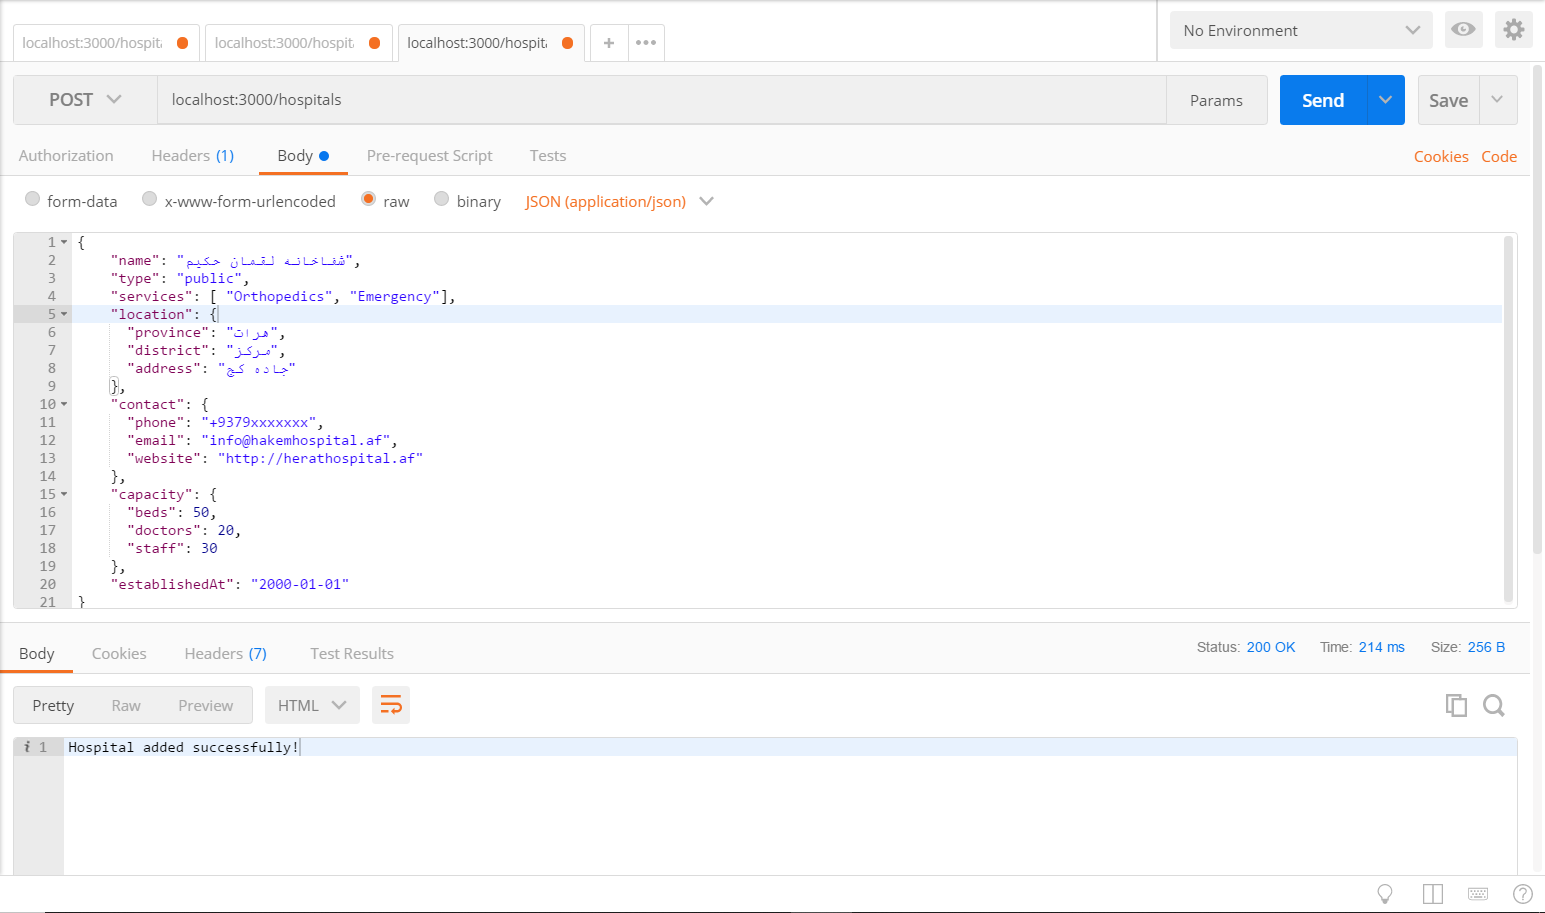 localhost:3000/hospit localhost:3000/hospit localhost:3000/hospit + ••• No Environment
POST localhost:3000/hospitals Params Send Save
Authorization Headers (1) Body Pre-request Script Tests Cookies Code
form-data x-www-form-urlencoded raw binary JSON (application/json)
1 {
2 "name": "شفاخانه لقمان حکیم",
3 "type": "public",
4 "services": [ "Orthopedics", "Emergency"],
5 "location": {
6 "province": "هرات",
7 "district": "مرکز",
8 "address": "جاده کج"
9 },
10 "contact": {
11 "phone": "+9379xxxxxxx",
12 "email": "info@hakemhospital.af",
13 "website": "http://herathospital.af"
14 },
15 "capacity": {
16 "beds": 50,
17 "doctors": 20,
18 "staff": 30
19 },
20 "establishedAt": "2000-01-01"
21 }
Body Cookies Headers (7) Test Results Status: 200 OK Time: 214 ms Size: 256 B
Pretty Raw Preview HTML
i 1 Hospital added successfully!